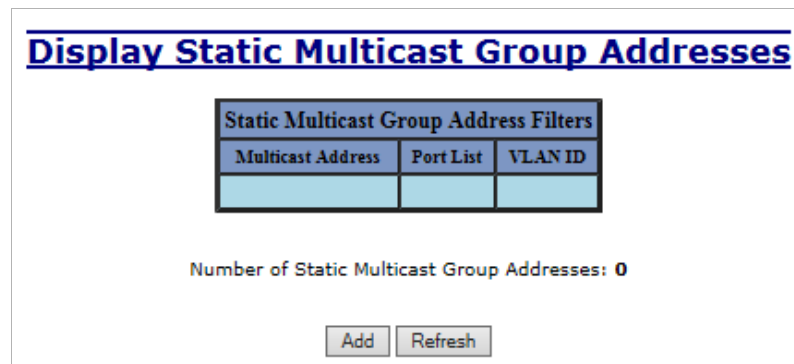 Display Static Multicast Group Addresses
Static Multicast Group Address Filters
Multicast Address Port List VLAN ID
Number of Static Multicast Group Addresses: 0
Add Refresh